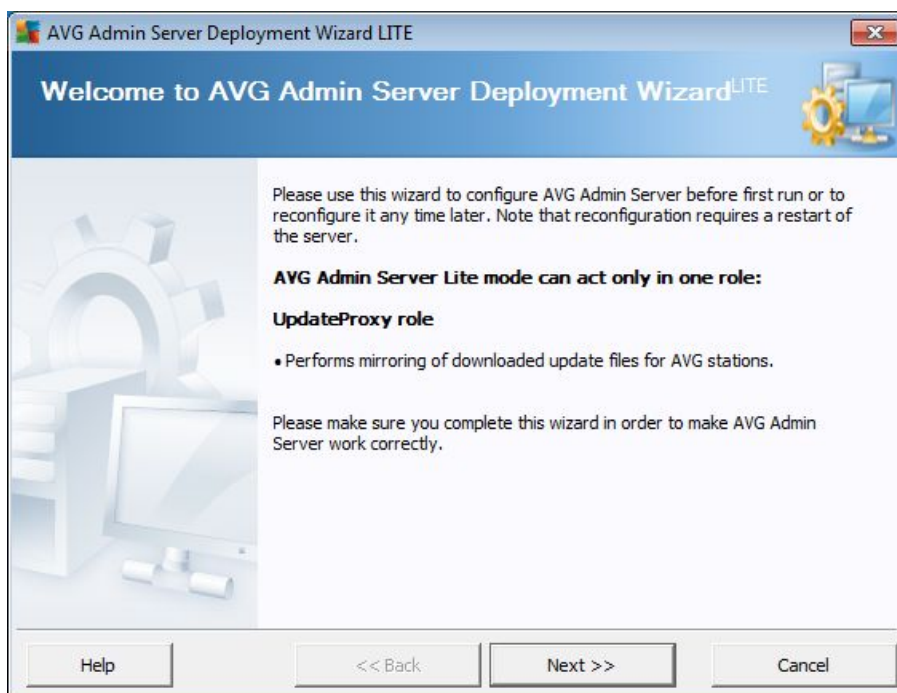 AVG Admin Server Deployment Wizard LITE
Welcome to AVG Admin Server Deployment Wizard LITE
Please use this wizard to configure AVG Admin Server before first run or to
reconfigure it any time later. Note that reconfiguration requires a restart of
the server.
AVG Admin Server Lite mode can act only in one role:
UpdateProxy role
• Performs mirroring of downloaded update files for AVG stations.
Please make sure you complete this wizard in order to make AVG Admin
Server work correctly.
Help
<< Back
Next >>
Cancel